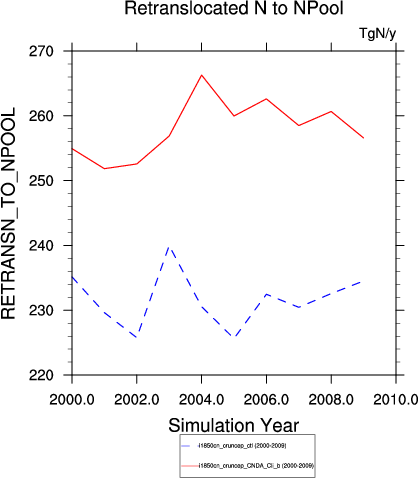 Retranslocated N to NPool
TgN/y
270
260
250
240
230
220
RETRANSN_TO_NPOOL
2000.0 2002.0 2004.0 2006.0 2008.0 2010.0
Simulation Year
i1850cn_cruncep_ctl (2000-2009)
i1850cn_cruncep_CNDA_Cli_b (2000-2009)